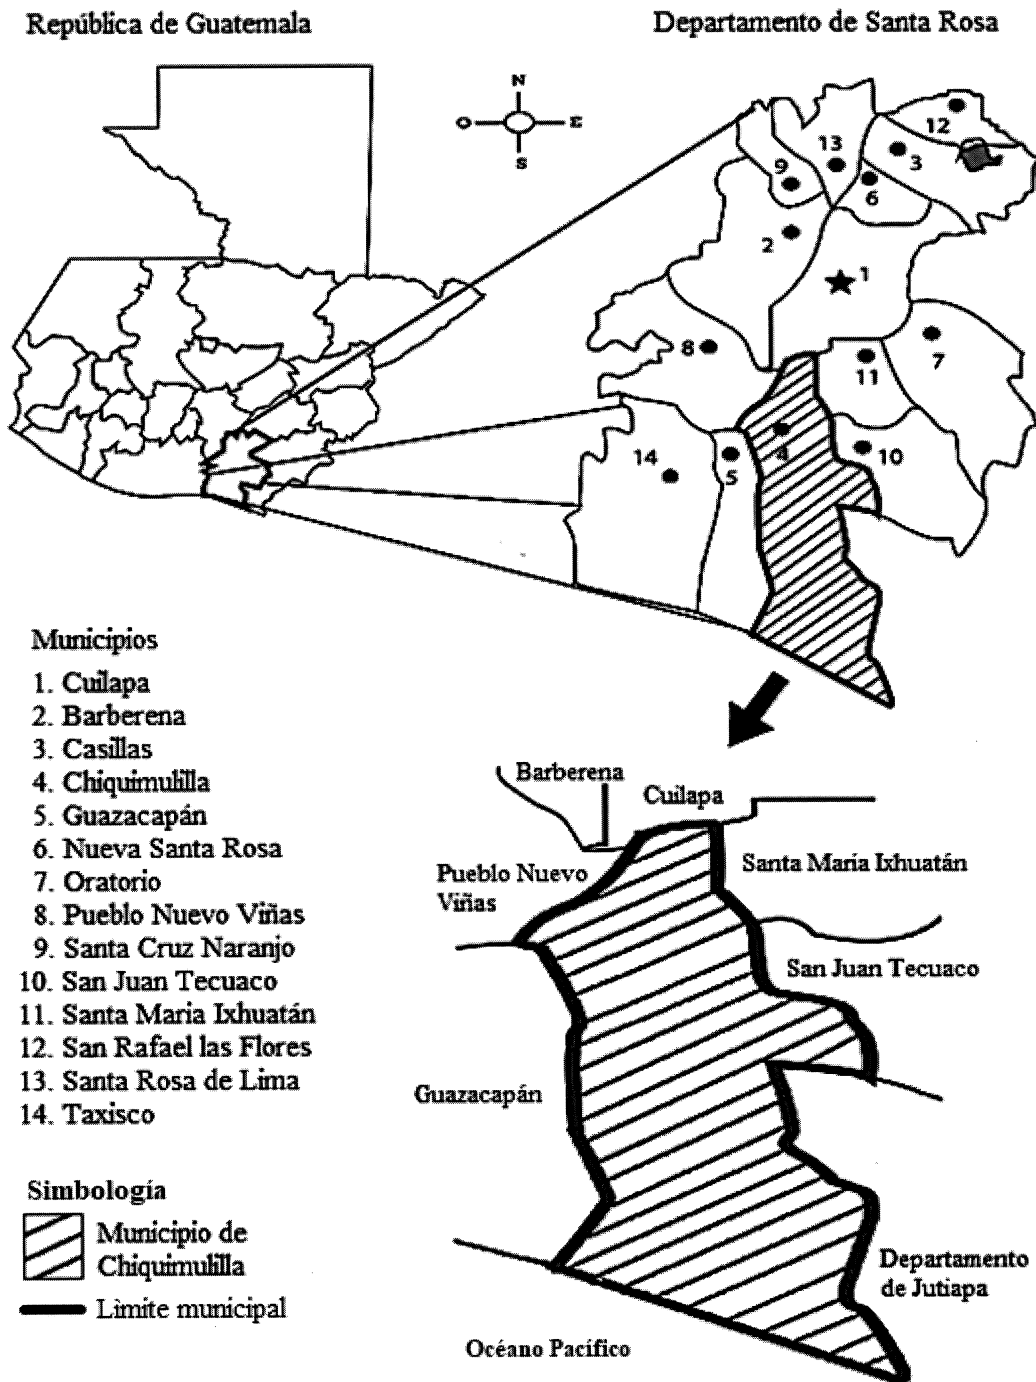 República de Guatemala
Departamento de Santa Rosa
N
O
E
S
12
13
3
9
6
2
1
8
7
11
14
5
4
10
Municipios
1. Cuilapa
2. Barberena
3. Casillas
4. Chiquimulilla
5. Guazacapán
6. Nueva Santa Rosa
7. Oratorio
8. Pueblo Nuevo Viñas
9. Santa Cruz Naranjo
10. San Juan Tecuaco
11. Santa Maria Ixhuatán
12. San Rafael las Flores
13. Santa Rosa de Lima
14. Taxisco
Simbología
Municipio de
Chiquimulilla
Lìmite municipal
Barberena
Cuilapa
Pueblo Nuevo
Viñas
Santa María Ixhuatán
San Juan Tecuaco
Guazacapán
Departamento
de Jutiapa
Océano Pacífico